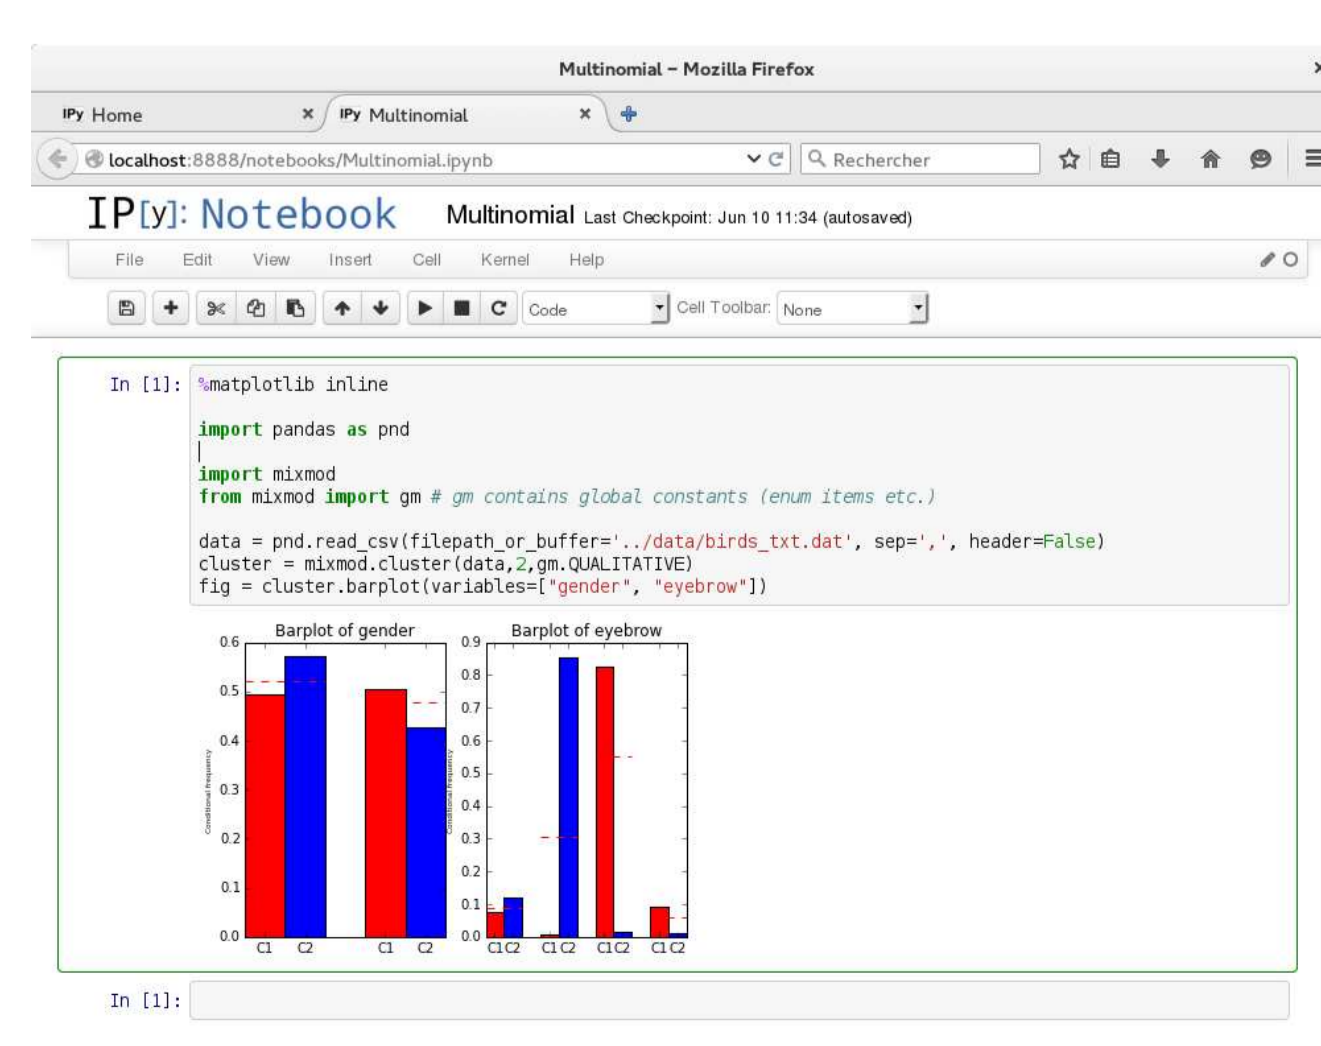 Multinomial – Mozilla Firefox
IPy Home
IPy Multinomial
localhost:8888/notebooks/Multinomial.ipynb
Rechercher
IP[y]: Notebook
Multinomial Last Checkpoint: Jun 10 11:34 (autosaved)
File Edit View Insert Cell Kernel Help
Code Cell Toolbar: None
In [1]: %matplotlib inline
import pandas as pnd
import mixmod
from mixmod import gm # gm contains global constants (enum items etc.)
data = pnd.read_csv(filepath_or_buffer='../data/birds_txt.dat', sep=',', header=False)
cluster = mixmod.cluster(data,2,gm.QUALITATIVE)
fig = cluster.barplot(variables=["gender", "eyebrow"])
Barplot of gender
0.6
0.5
0.4
0.3
0.2
0.1
0.0
Conditional frequency
C1 C2 C1 C2
Barplot of eyebrow
0.9
0.8
0.7
0.6
0.5
0.4
0.3
0.2
0.1
0.0
Conditional frequency
C1 C2 C1 C2 C1 C2 C1 C2
In [1]: